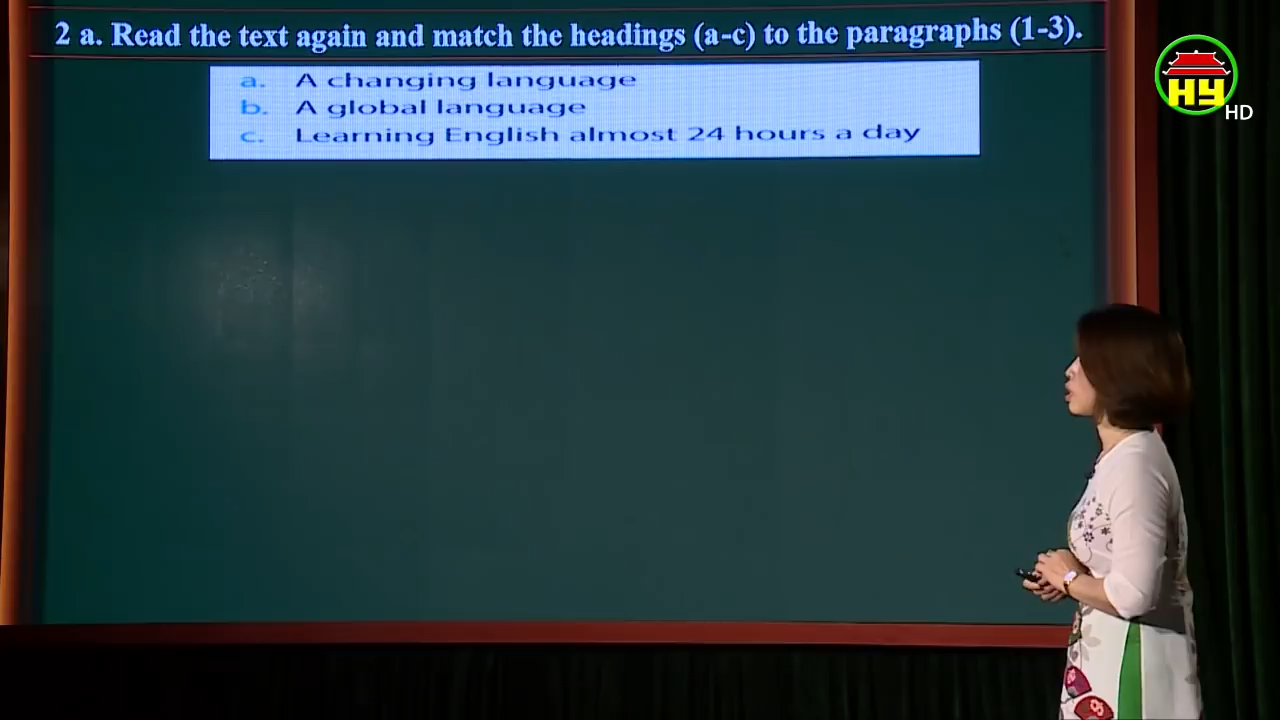 2 a. Read the text again and match the headings (a-c) to the paragraphs (1-3).
a. A changing language
b. A global language
c. Learning English almost 24 hours a day
HY
HD